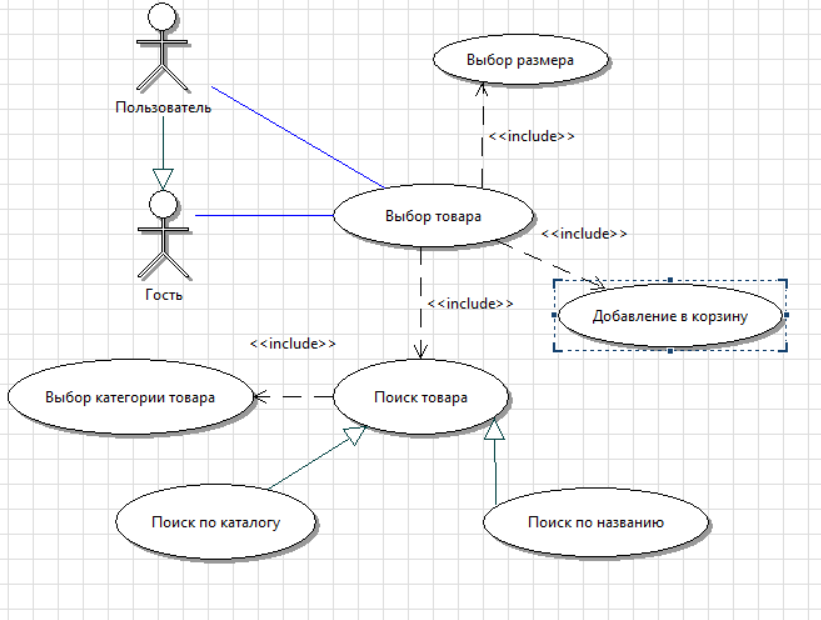 Выбор размера
Пользователь
<<include>>
Выбор товара
<<include>>
Гость
<<include>>
Добавление в корзину
<<include>>
Выбор категории товара
Поиск товара
Поиск по каталогу
Поиск по названию